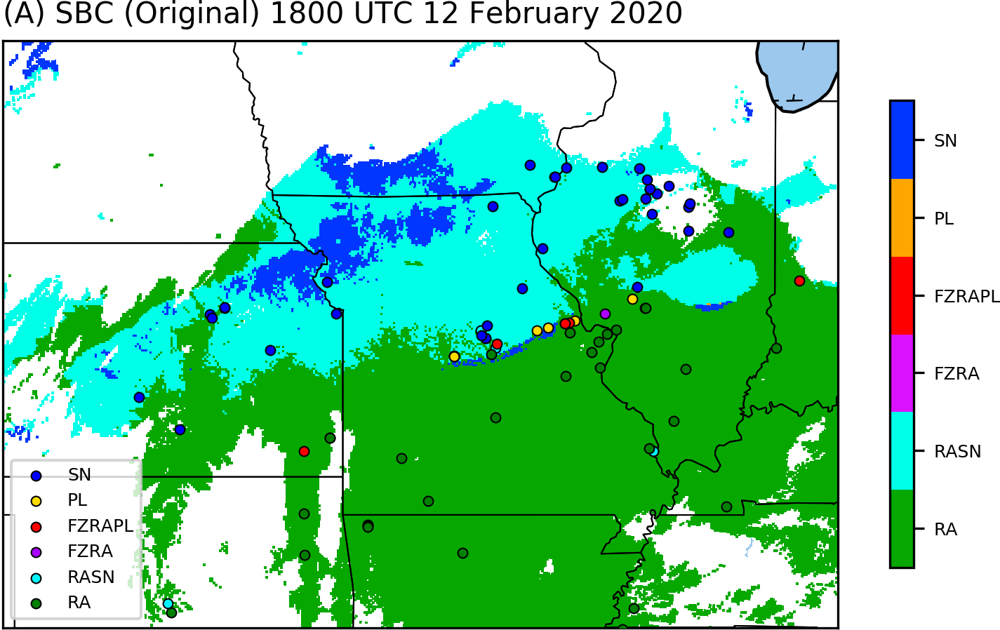 (A) SBC (Original) 1800 UTC 12 February 2020
SN
PL
FZRAPL
FZRA
RASN
RA
SN
PL
FZRAPL
FZRA
RASN
RA